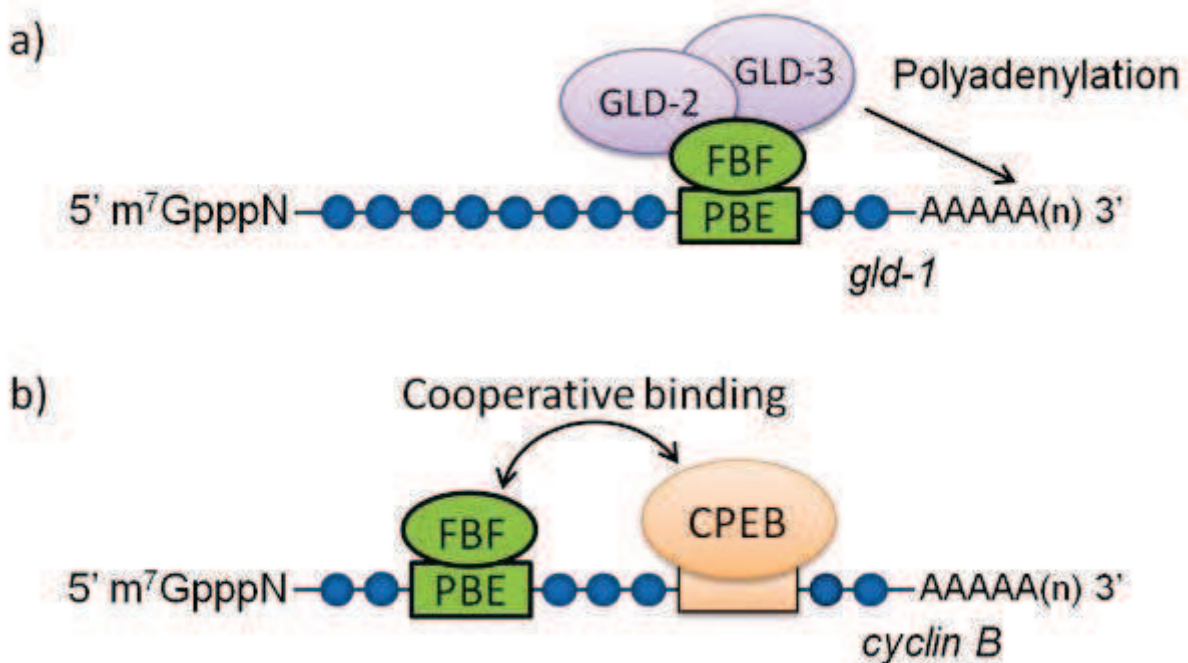 a)
GLD-3
GLD-2
Polyadenylation
FBF
5' m⁷GpppN
PBE
AAAAA(n) 3'
gld-1
b)
Cooperative binding
FBF
CPEB
5' m⁷GpppN
PBE
AAAAA(n) 3'
cyclin B